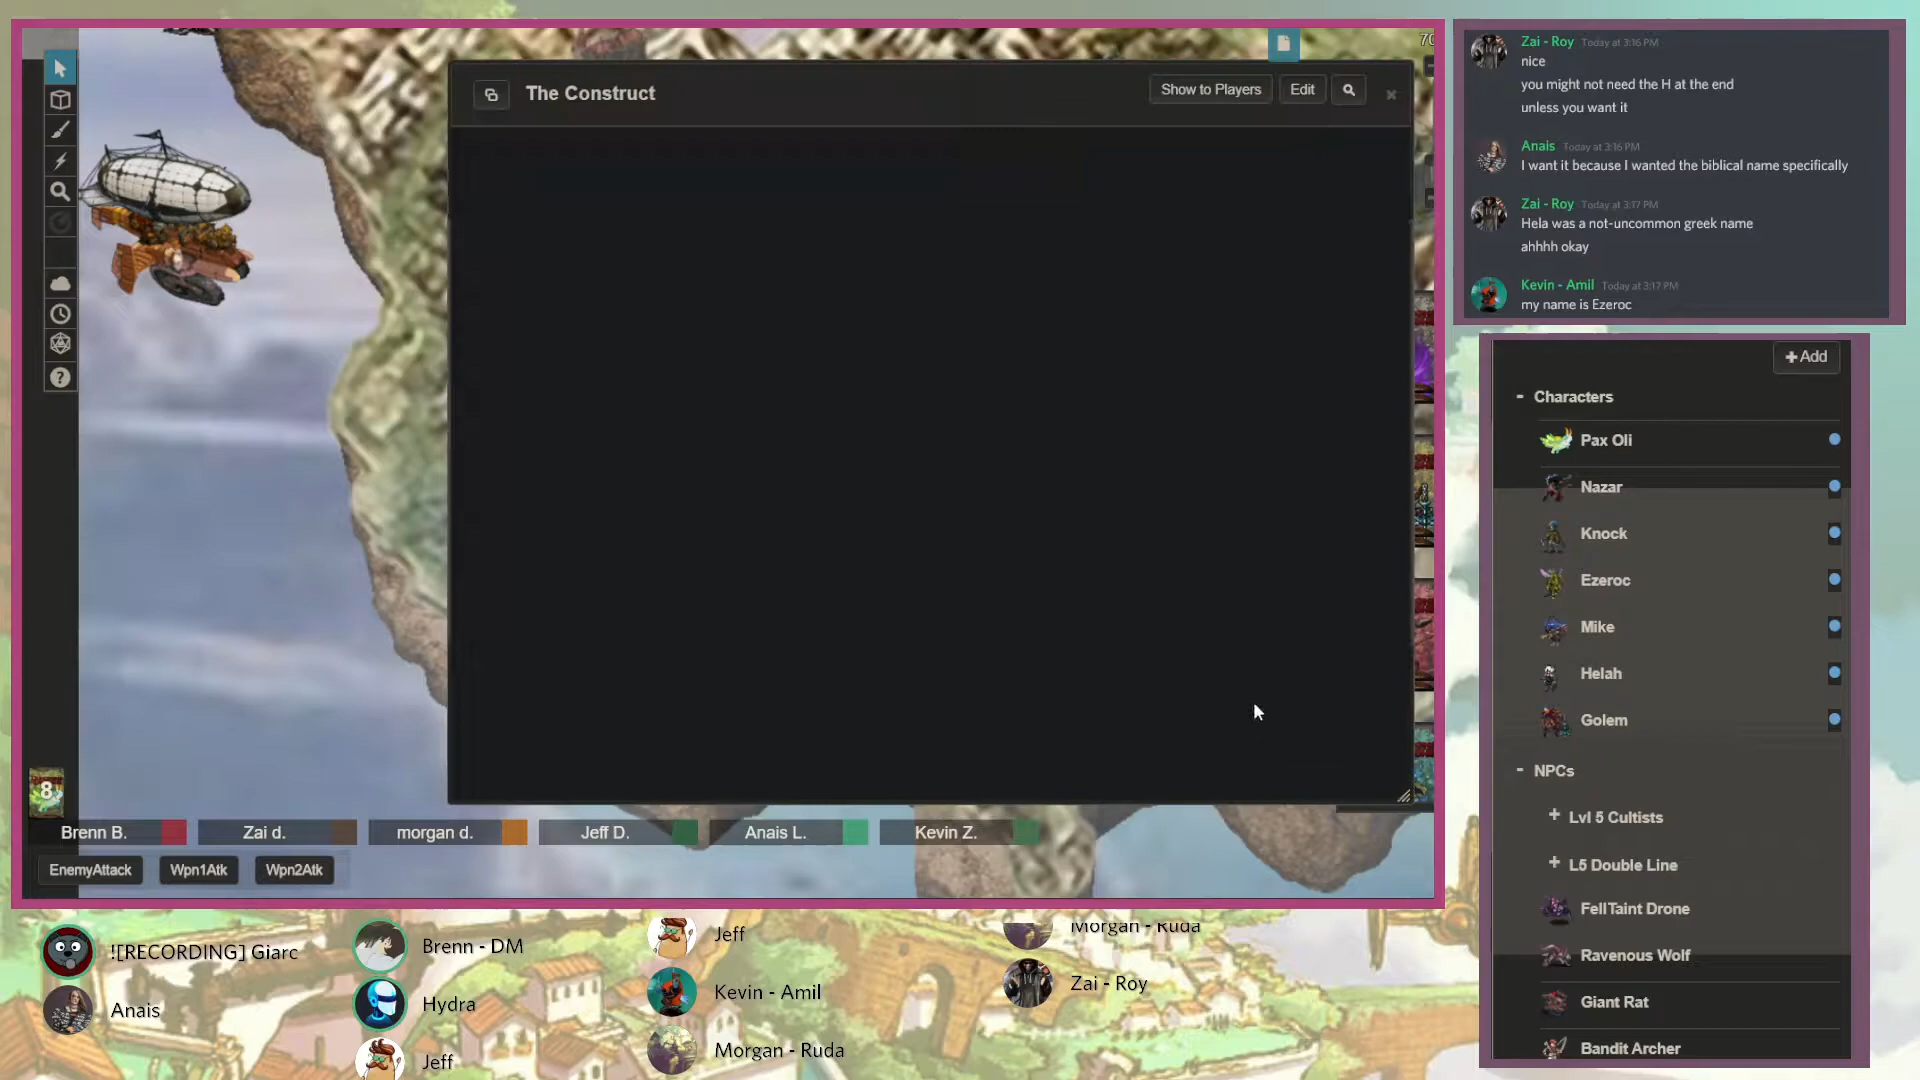 The Construct
Show to Players
Edit
70
8
Brenn B.
Zai d.
morgan d.
Jeff D.
Anais L.
Kevin Z.
EnemyAttack
Wpn1Atk
Wpn2Atk
Zai - Roy Today at 3:16 PM
nice
you might not need the H at the end
unless you want it
Anais Today at 3:16 PM
I want it because I wanted the biblical name specifically
Zai - Roy Today at 3:17 PM
Hela was a not-uncommon greek name
ahhhh okay
Kevin - Amil Today at 3:17 PM
my name is Ezeroc
+ Add
- Characters
Pax Oli
Nazar
Knock
Ezeroc
Mike
Helah
Golem
- NPCs
+ Lvl 5 Cultists
+ L5 Double Line
FellTaint Drone
Ravenous Wolf
Giant Rat
Bandit Archer
![RECORDING] Giarc
Anais
Brenn - DM
Hydra
Jeff
Jeff
Kevin - Amil
Morgan - Ruda
Morgan - Ruda
Zai - Roy